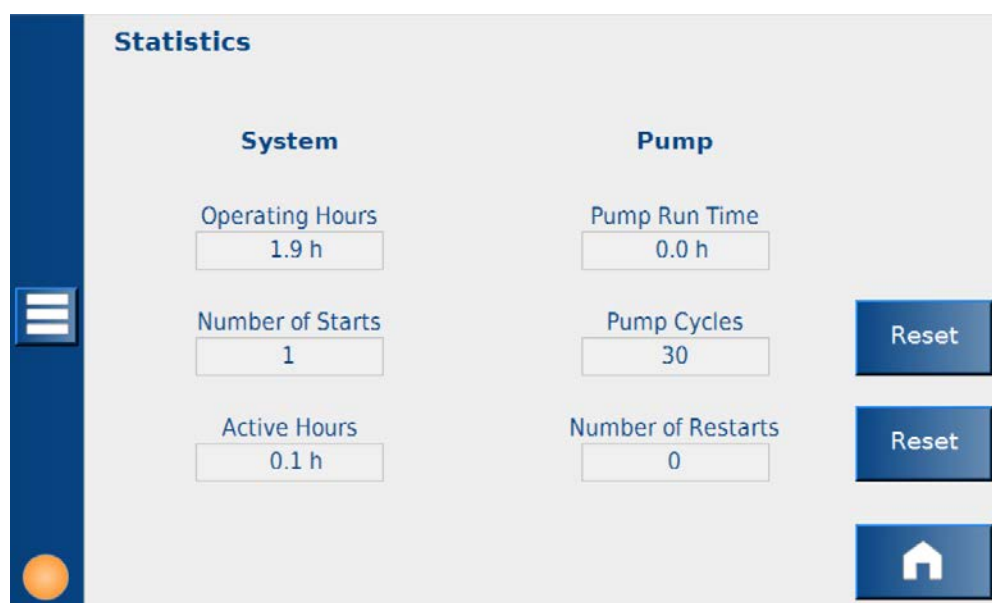 Statistics
System
Pump
Operating Hours
1.9 h
Pump Run Time
0.0 h
Number of Starts
1
Pump Cycles
30
Reset
Active Hours
0.1 h
Number of Restarts
0
Reset